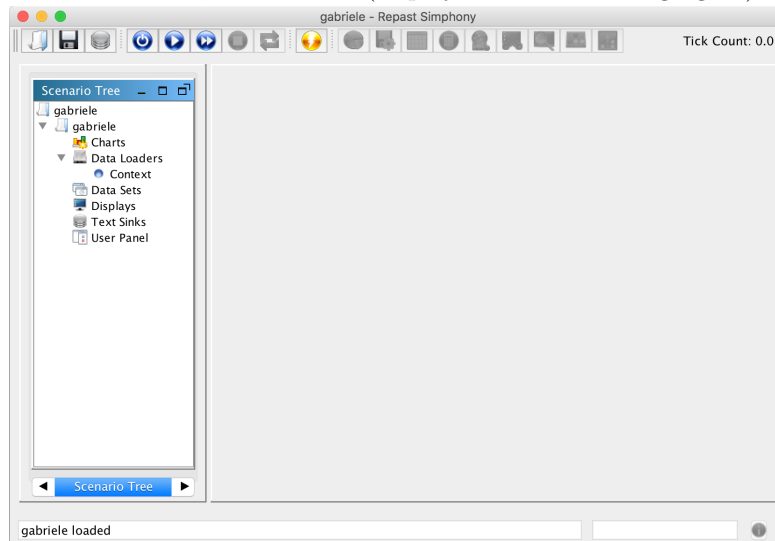 gabriele - Repast Simphony
Tick Count: 0.0
Scenario Tree
gabriele
gabriele
Charts
Data Loaders
Context
Data Sets
Displays
Text Sinks
User Panel
Scenario Tree
gabriele loaded